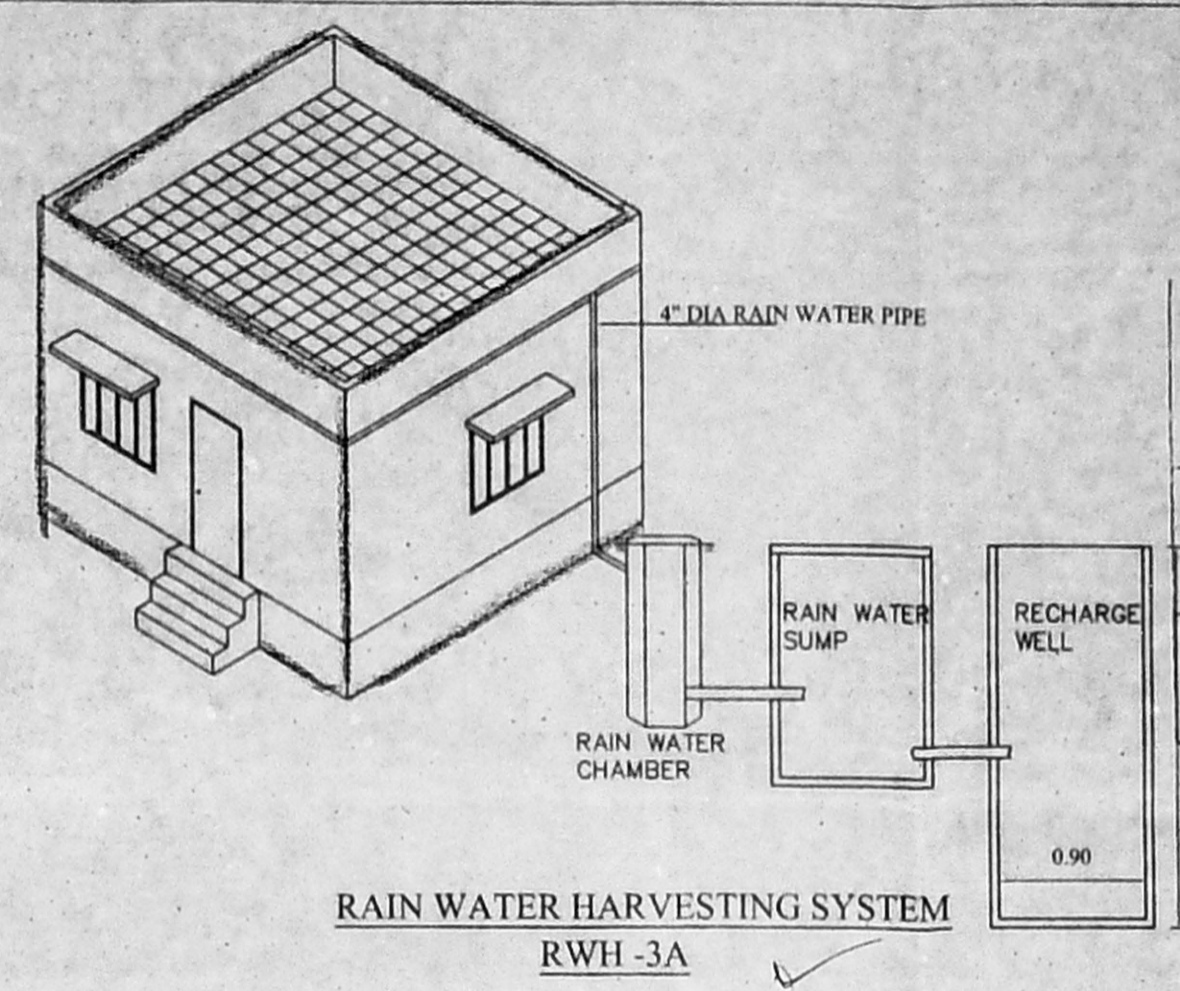 4" DIA RAIN WATER PIPE
RAIN WATER
SUMP
RECHARGE
WELL
RAIN WATER
CHAMBER
0.90
RAIN WATER HARVESTING SYSTEM
RWH -3A